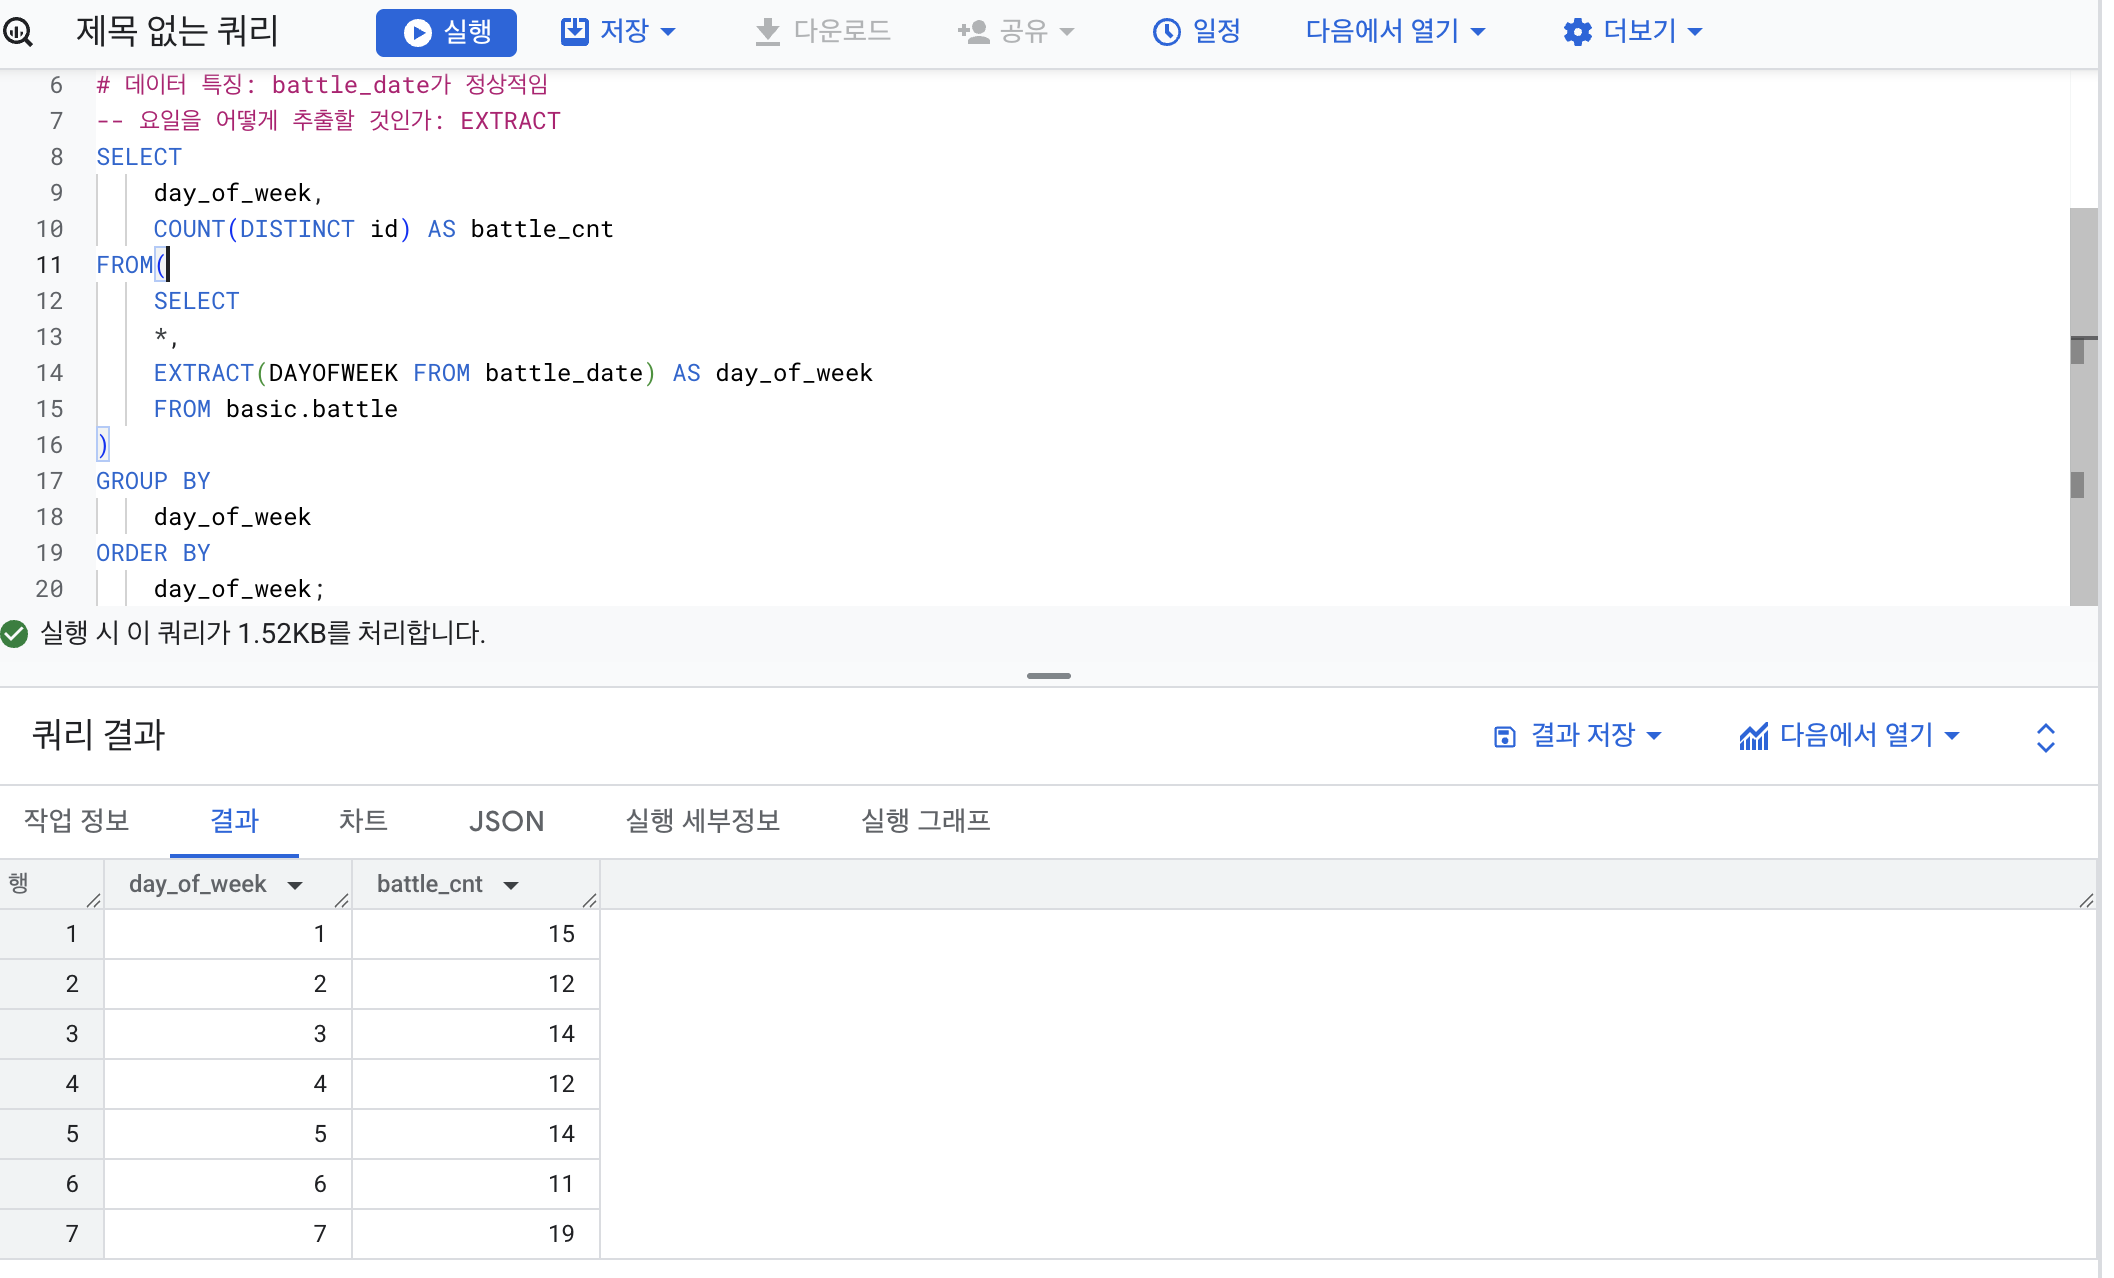 제목 없는 쿼리 실행 저장 다운로드 공유 일정 다음에서 열기 더보기
6 # 데이터 특징: battle_date가 정상적임
7 -- 요일을 어떻게 추출할 것인가: EXTRACT
8 SELECT
9 day_of_week,
10 COUNT(DISTINCT id) AS battle_cnt
11 FROM(
12 SELECT
13 *,
14 EXTRACT(DAYOFWEEK FROM battle_date) AS day_of_week
15 FROM basic.battle
16 )
17 GROUP BY
18 day_of_week
19 ORDER BY
20 day_of_week;
실행 시 이 쿼리가 1.52KB를 처리합니다.
쿼리 결과 결과 저장 다음에서 열기
작업 정보 결과 차트 JSON 실행 세부정보 실행 그래프
행 day_of_week battle_cnt
1 1 15
2 2 12
3 3 14
4 4 12
5 5 14
6 6 11
7 7 19